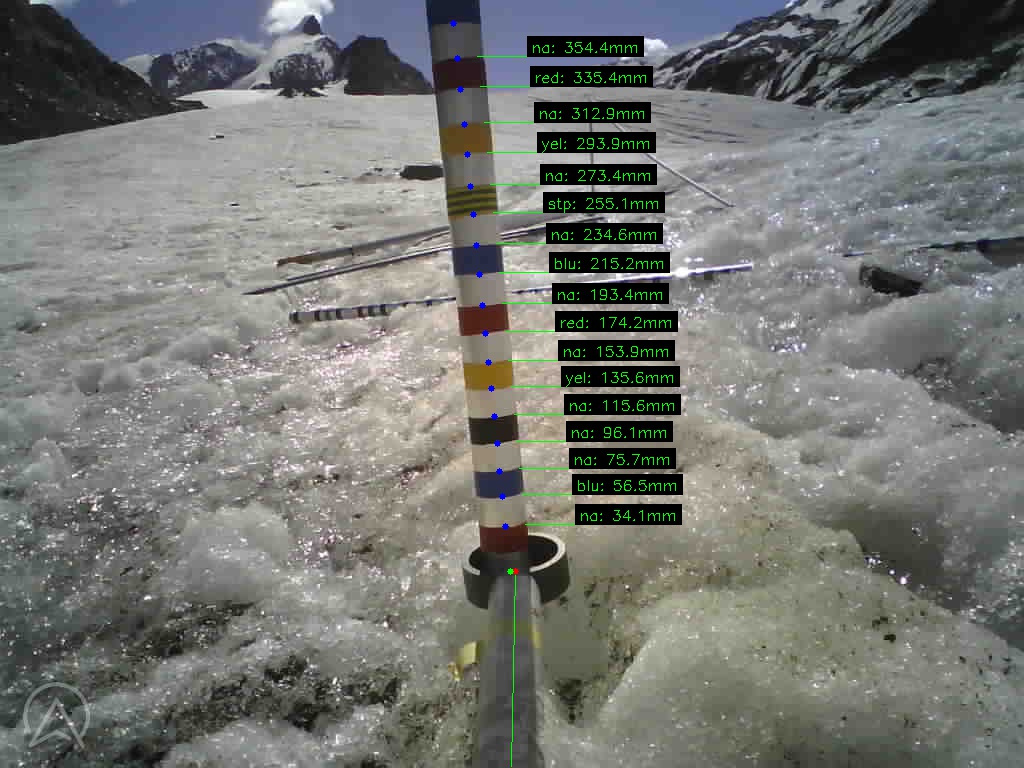 na: 354.4mm
red: 335.4mm
na: 312.9mm
yel: 293.9mm
na: 273.4mm
stp: 255.1mm
na: 234.6mm
blu: 215.2mm
na: 193.4mm
red: 174.2mm
na: 153.9mm
yel: 135.6mm
na: 115.6mm
na: 96.1mm
na: 75.7mm
blu: 56.5mm
na: 34.1mm